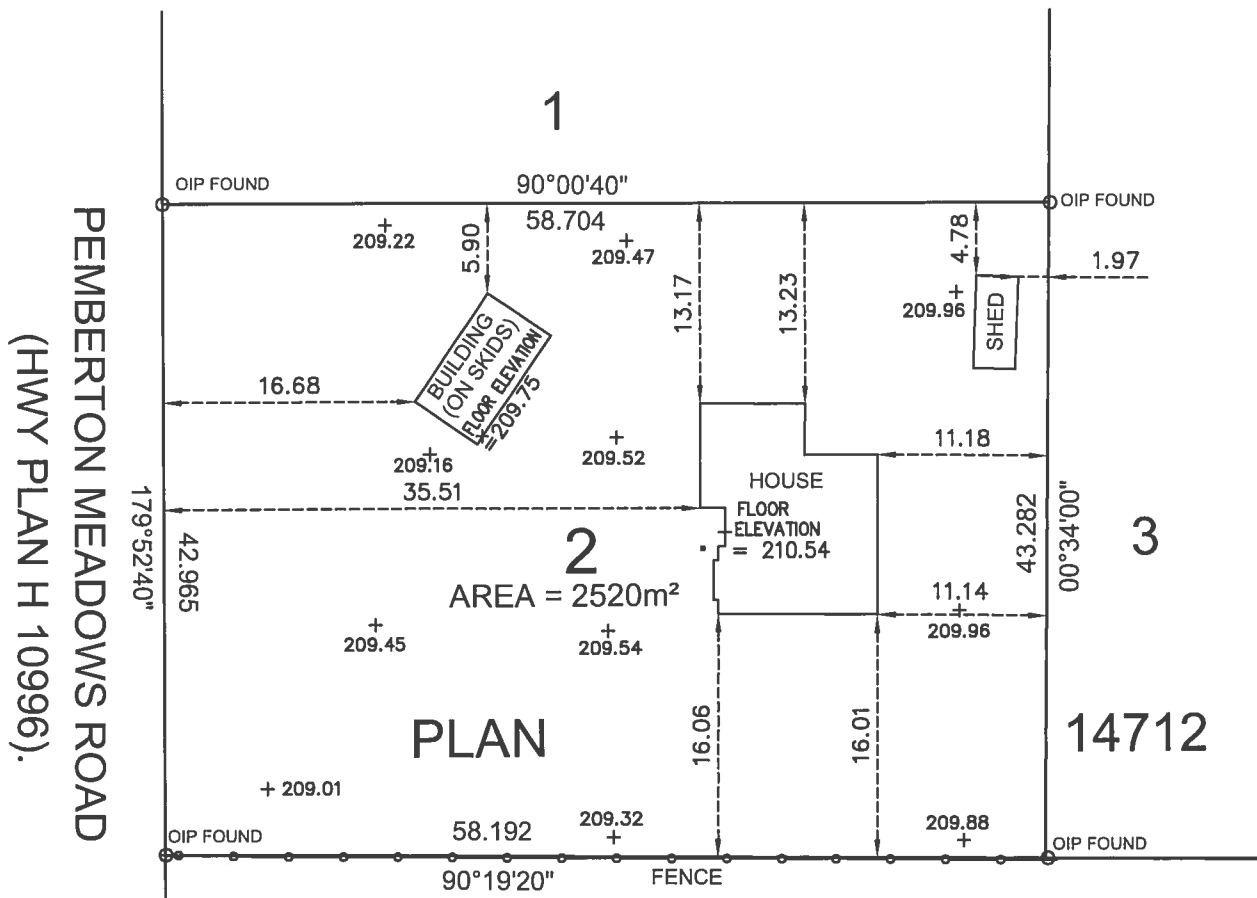 1
OIP FOUND
90°00'40"
58.704
OIP FOUND
209.22
5.90
209.47
13.17
13.23
4.78
1.97
209.96
SHED
BUILDING
(ON SKIDS)
FLOOR ELEVATION
=209.75
16.68
209.16
209.52
35.51
11.18
HOUSE
FLOOR
ELEVATION
= 210.54
PEMBERTON MEADOWS ROAD
(HWY PLAN H 10996).
179°52'40"
42.965
2
AREA = 2520m²
43.282
00°34'00"
3
11.14
209.96
209.45
209.54
16.06
16.01
PLAN
14712
209.01
209.32
209.88
OIP FOUND
58.192
OIP FOUND
90°19'20"
FENCE